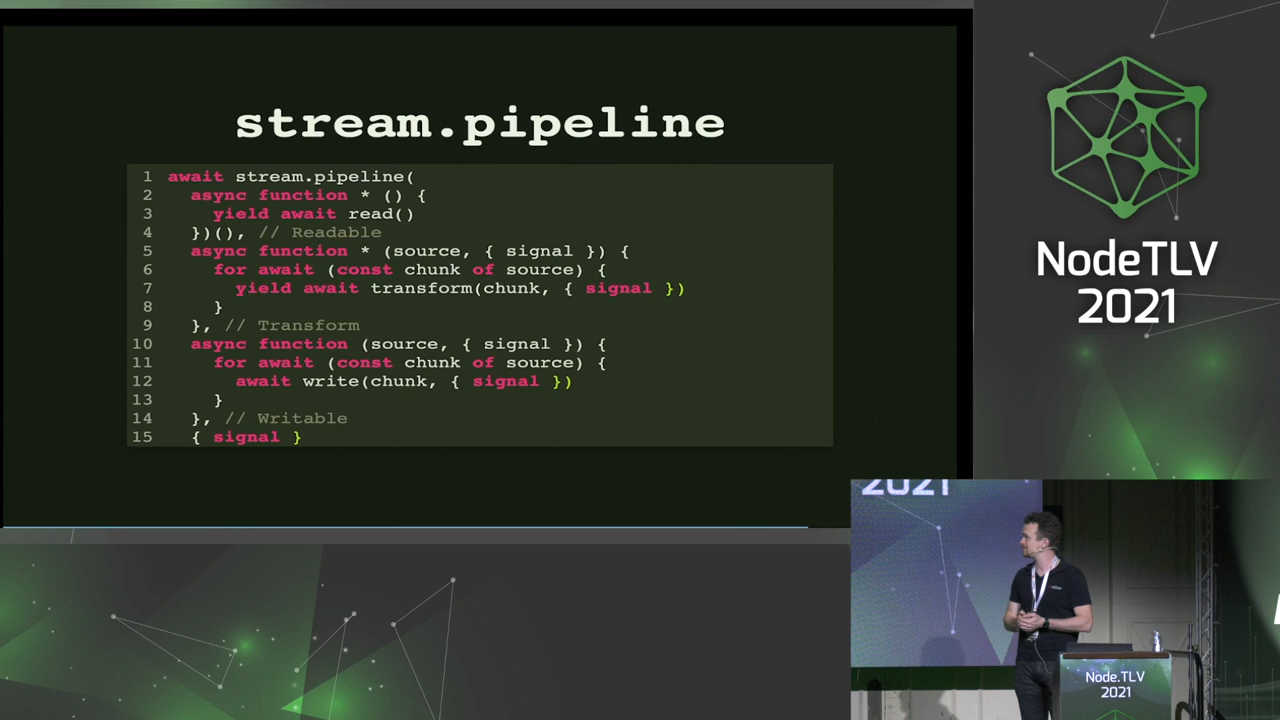 stream.pipeline
1 await stream.pipeline(
2 async function * () {
3 yield await read()
4 })(), // Readable
5 async function * (source, { signal }) {
6 for await (const chunk of source) {
7 yield await transform(chunk, { signal })
8 }
9 }, // Transform
10 async function (source, { signal }) {
11 for await (const chunk of source) {
12 await write(chunk, { signal })
13 }
14 }, // Writable
15 { signal }
NodeTLV
2021
2021
Node.TLV
2021